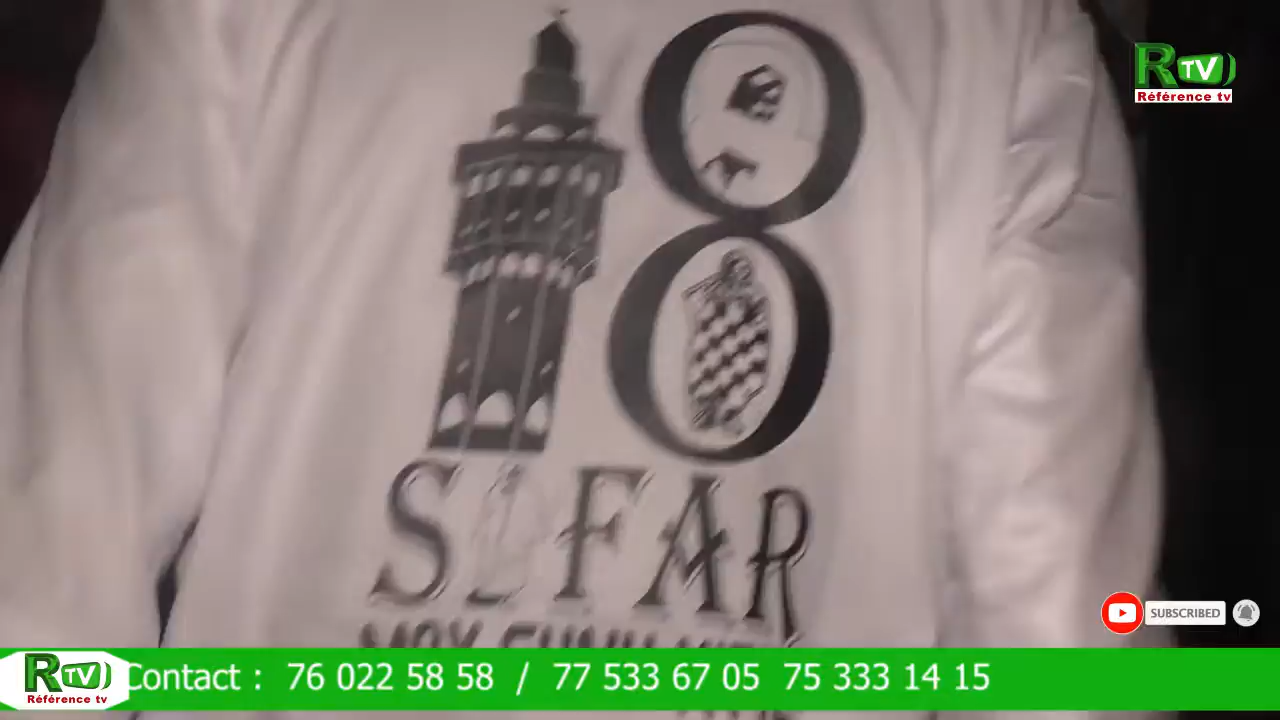 18
SAFAR
RTV
Référence tv
SUBSCRIBED
RTV
Référence tv
Contact : 76 022 58 58 / 77 533 67 05 75 333 14 15